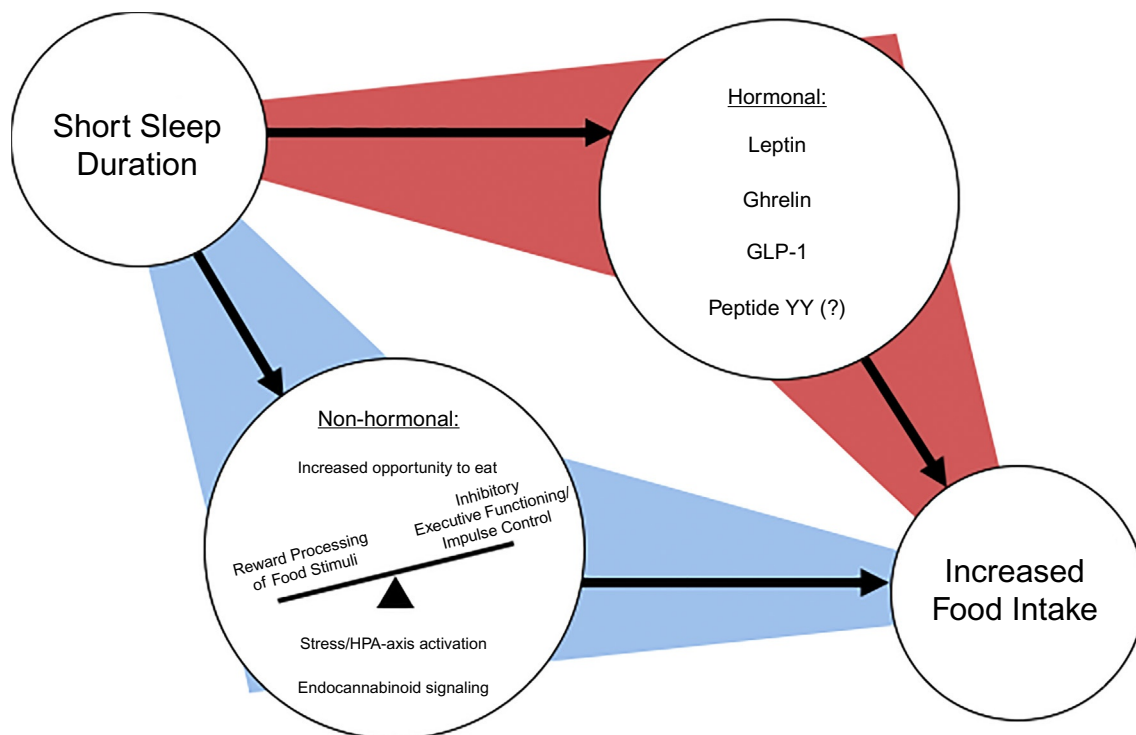 Short Sleep
Duration
Hormonal:
Leptin
Ghrelin
GLP-1
Peptide YY (?)
Non-hormonal:
Increased opportunity to eat
Inhibitory
Executive Functioning/
Impulse Control
Reward Processing
of Food Stimuli
Stress/HPA-axis activation
Endocannabinoid signaling
Increased
Food Intake